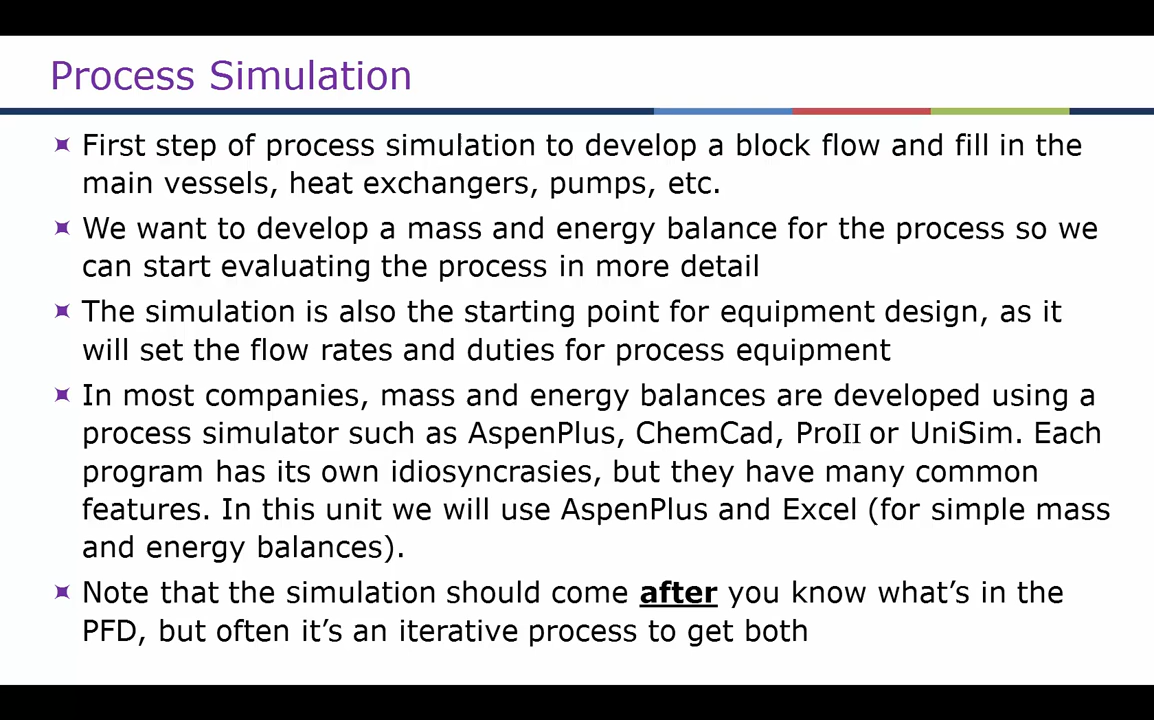 Process Simulation
First step of process simulation to develop a block flow and fill in the
main vessels, heat exchangers, pumps, etc.
We want to develop a mass and energy balance for the process so we
can start evaluating the process in more detail
The simulation is also the starting point for equipment design, as it
will set the flow rates and duties for process equipment
In most companies, mass and energy balances are developed using a
process simulator such as AspenPlus, ChemCad, ProII or UniSim. Each
program has its own idiosyncrasies, but they have many common
features. In this unit we will use AspenPlus and Excel (for simple mass
and energy balances).
Note that the simulation should come after you know what’s in the
PFD, but often it’s an iterative process to get both